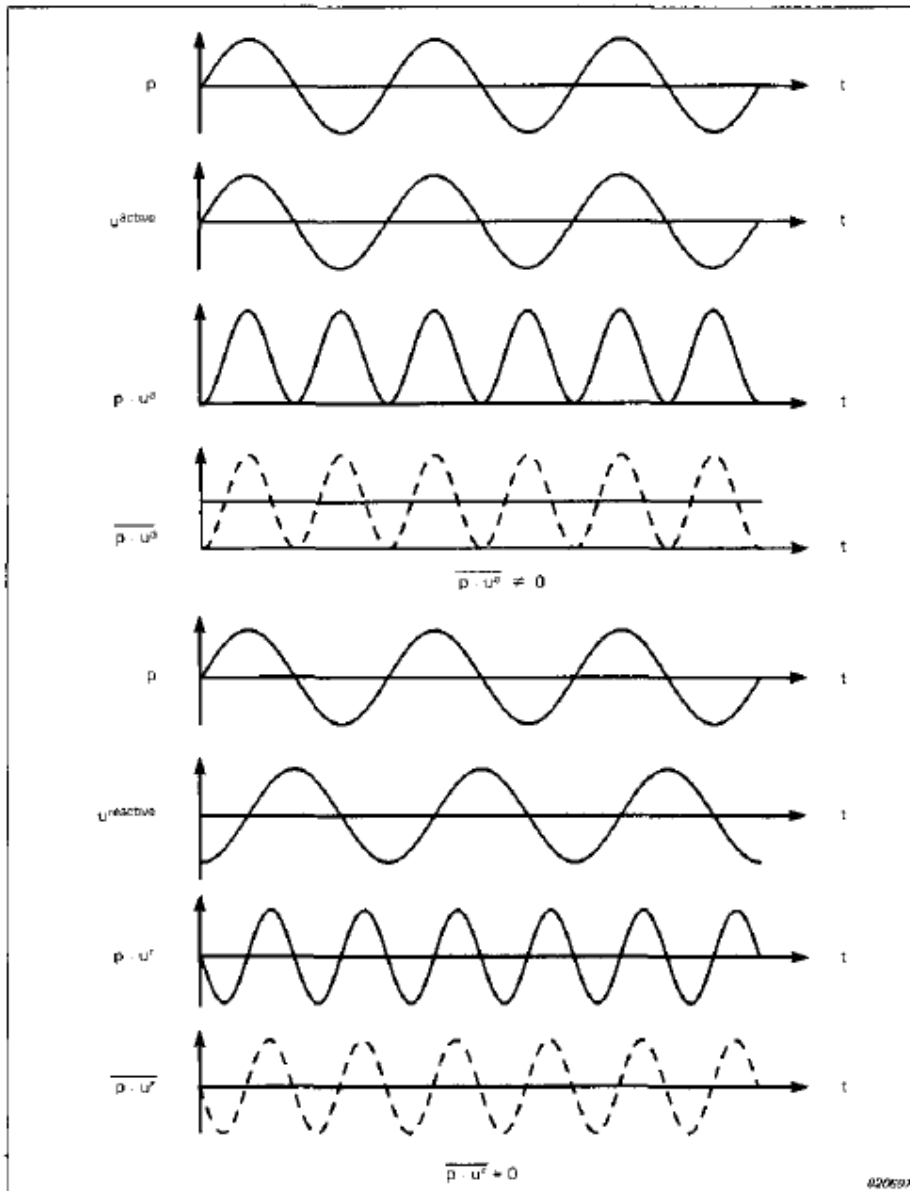 p t
u^active t
p · u^a t
p · u^a t
p · u^a ≠ 0
p t
u^reactive t
p · u^r t
p · u^r t
p · u^r = 0